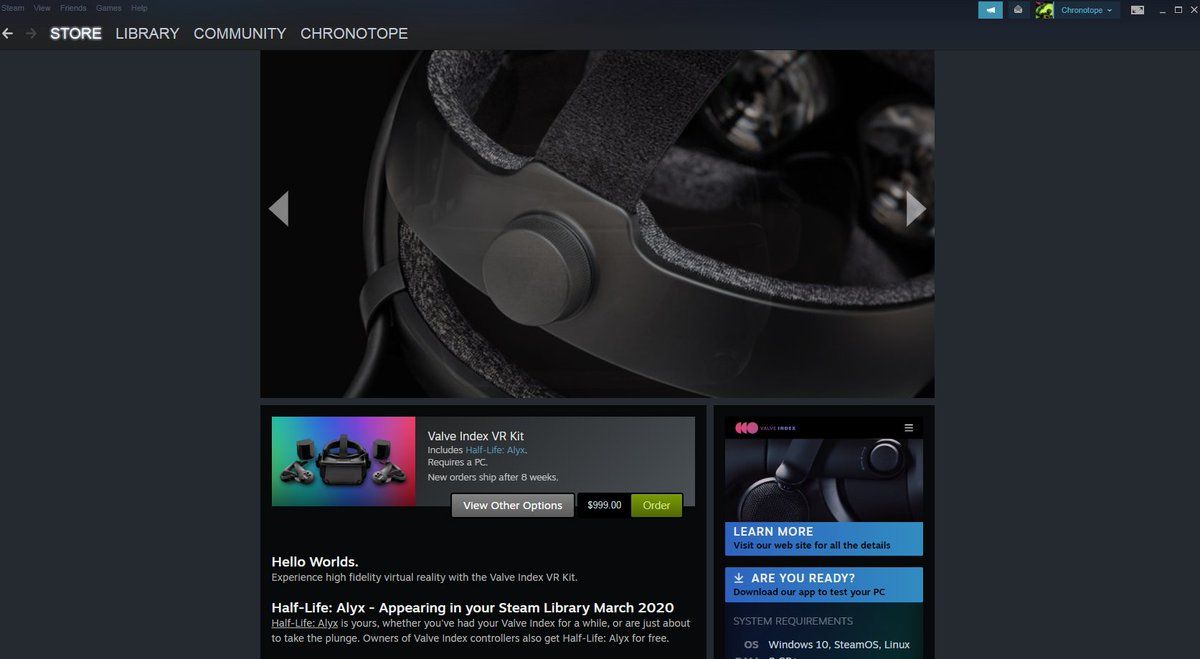 Steam View Friends Games Help
Chronotope
STORE LIBRARY COMMUNITY CHRONOTOPE
Valve Index VR Kit
Includes Half-Life: Alyx.
Requires a PC.
New orders ship after 8 weeks.
View Other Options $999.00 Order
Hello Worlds.
Experience high fidelity virtual reality with the Valve Index VR Kit.
Half-Life: Alyx - Appearing in your Steam Library March 2020
Half-Life: Alyx is yours, whether you've had your Valve Index for a while, or are just about
to take the plunge. Owners of Valve Index controllers also get Half-Life: Alyx for free.
VALVE INDEX
LEARN MORE
Visit our web site for all the details
ARE YOU READY?
Download our app to test your PC
SYSTEM REQUIREMENTS
OS Windows 10, SteamOS, Linux